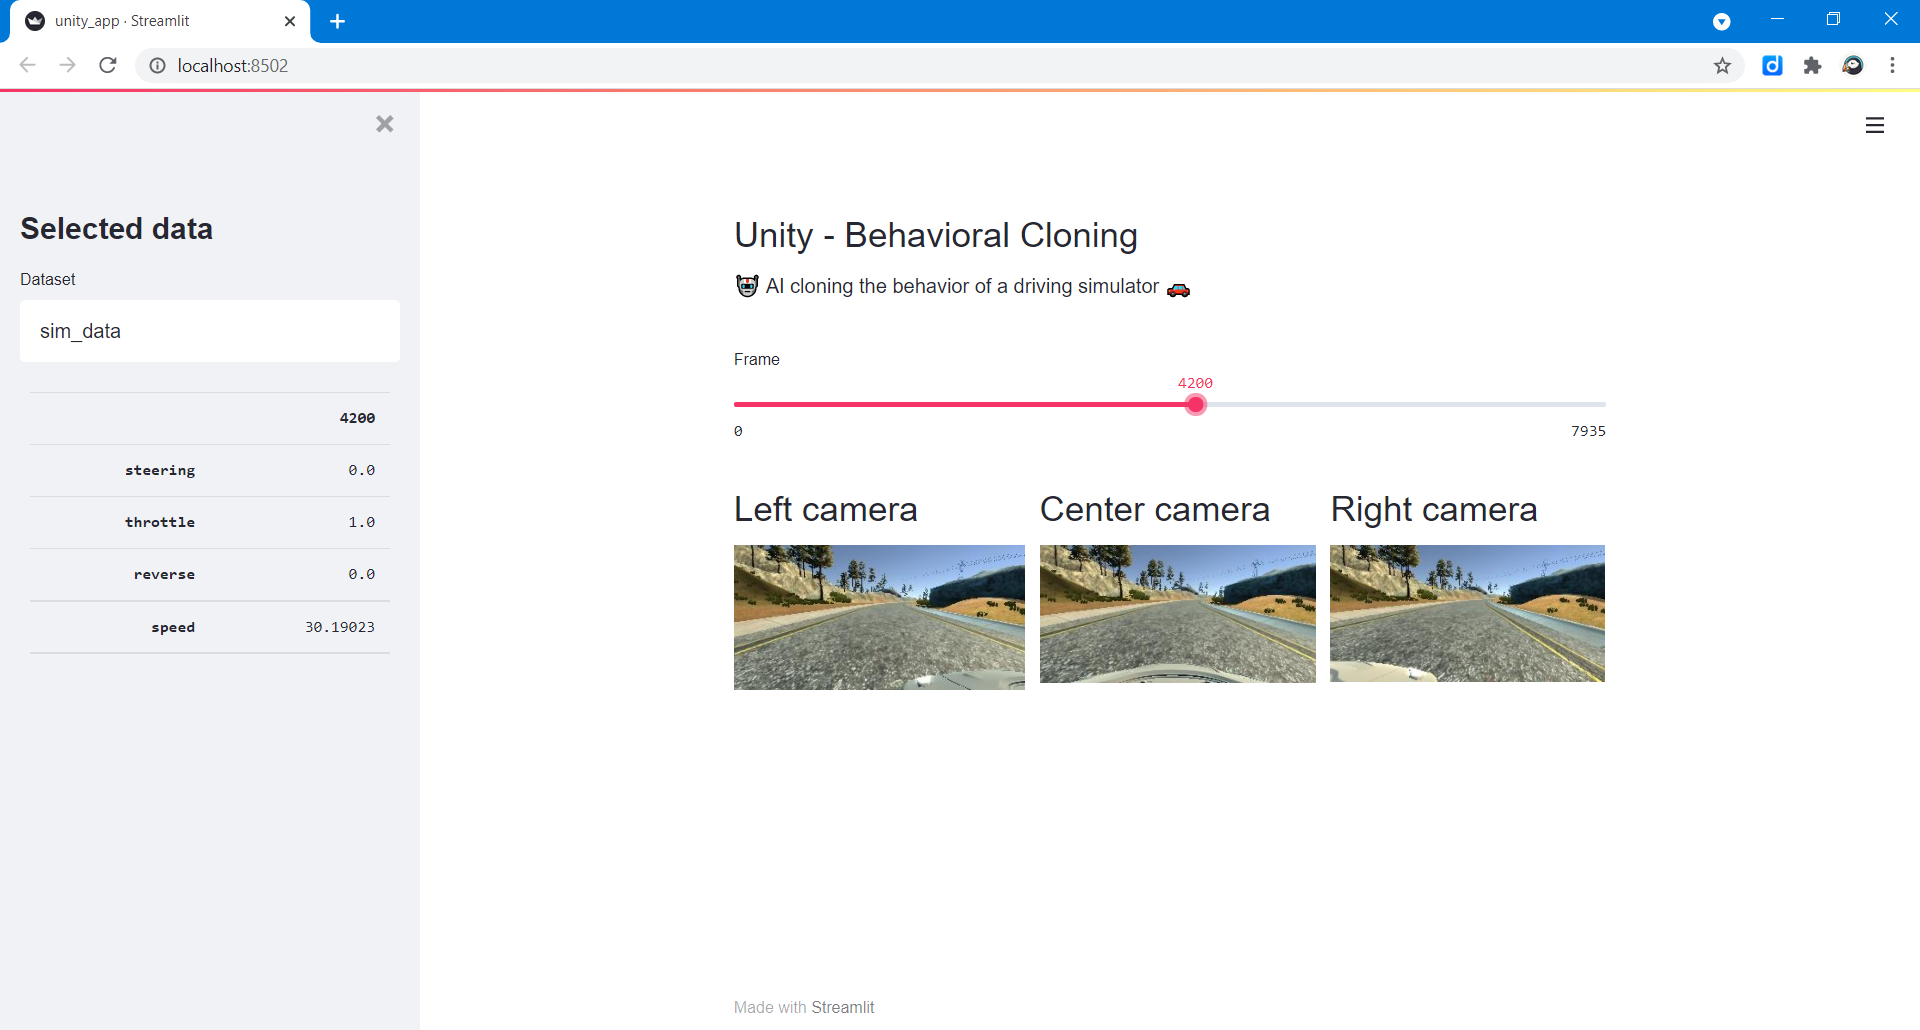 unity_app · Streamlit
localhost:8502
Selected data
Dataset
sim_data
4200
steering 0.0
throttle 1.0
reverse 0.0
speed 30.19023
Unity - Behavioral Cloning
🤖 AI cloning the behavior of a driving simulator 🚗
Frame
4200
0 7935
Left camera Center camera Right camera
Made with Streamlit